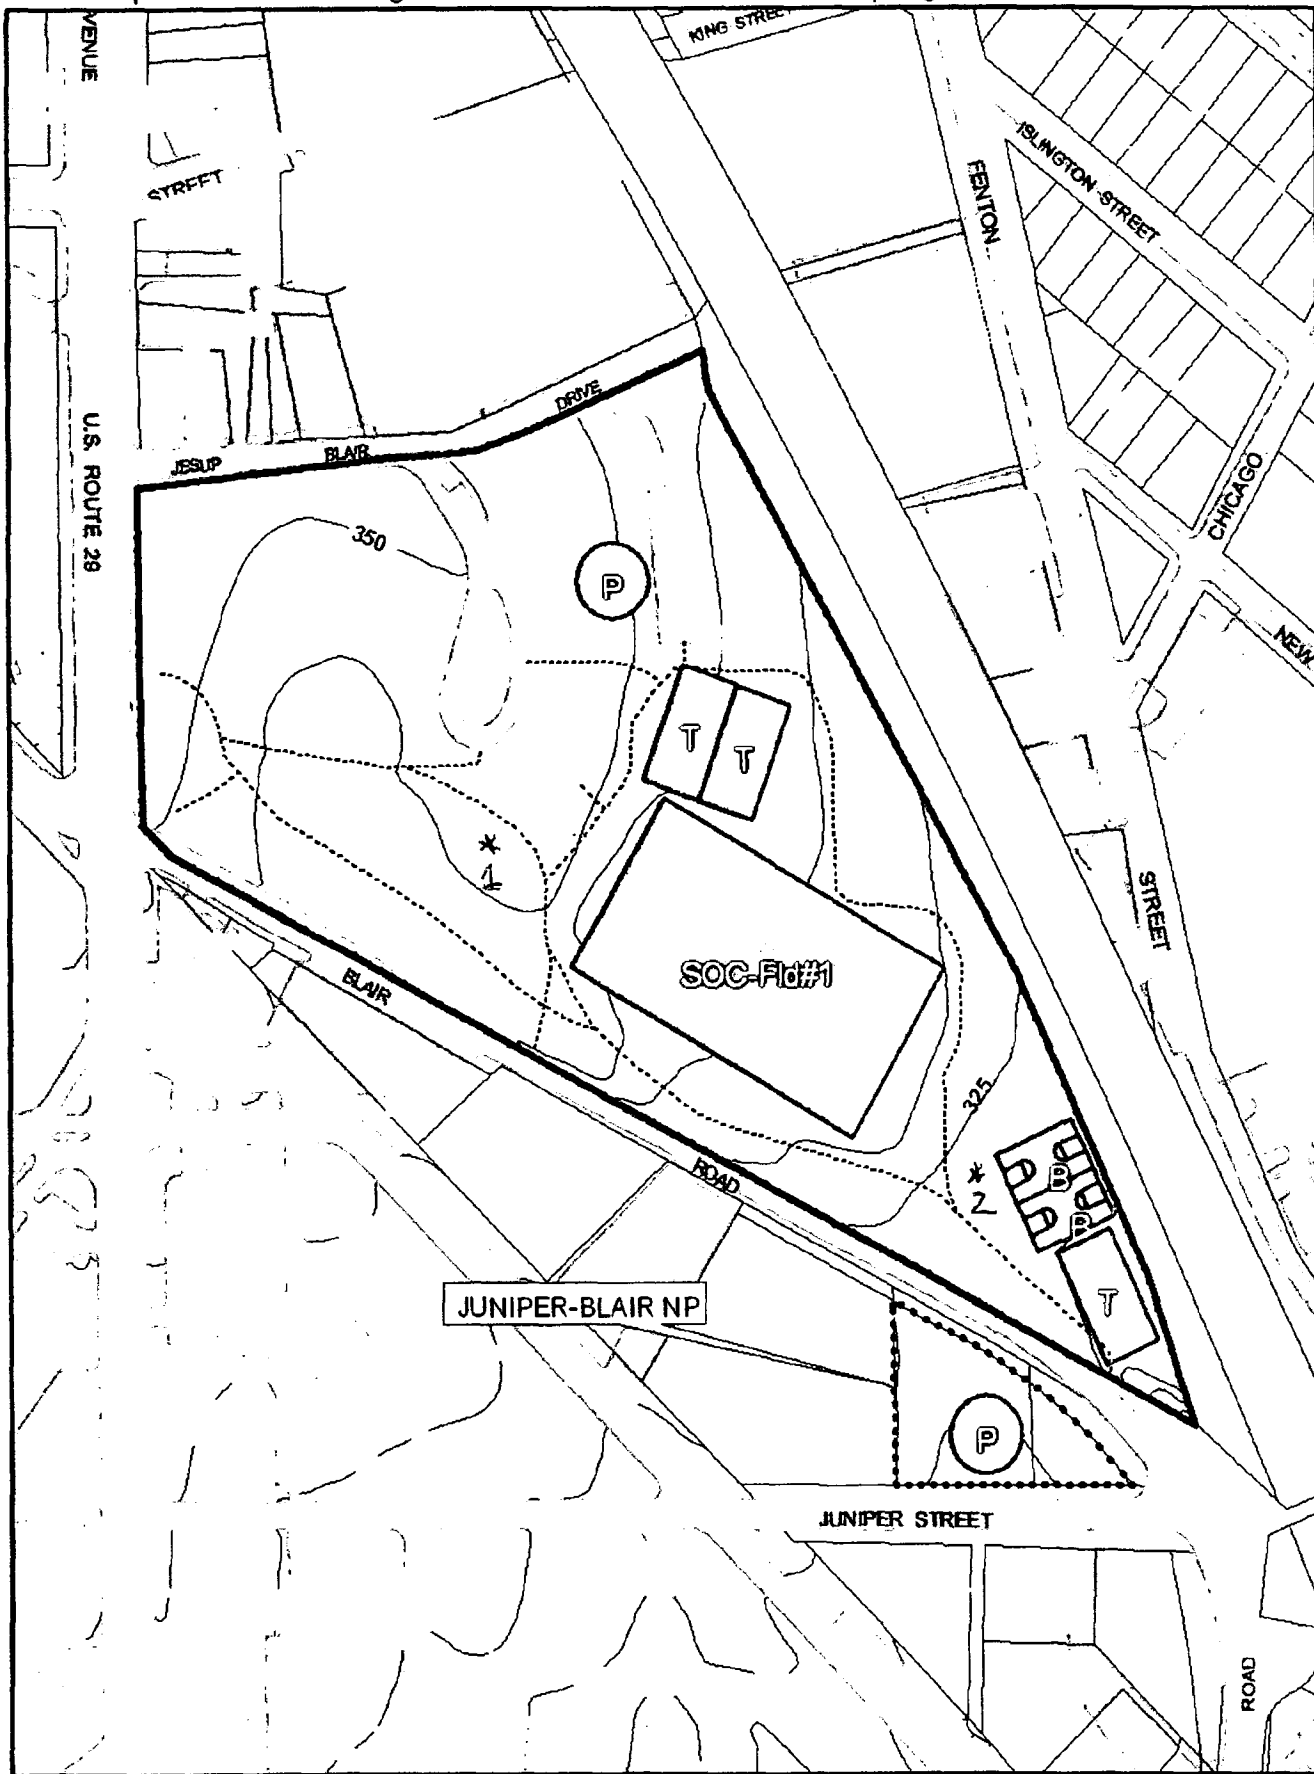 KING STREET
VENUE
ISLINGTON STREET
STREET
FENTON
DRIVE
U.S. ROUTE 29
JESUP
BLAIR
CHICAGO
350
P
NEW
T
T
* 1
STREET
SOC-Fld#1
BLAIR
325
ROAD
* 2
B
B
T
JUNIPER-BLAIR NP
P
JUNIPER STREET
ROAD